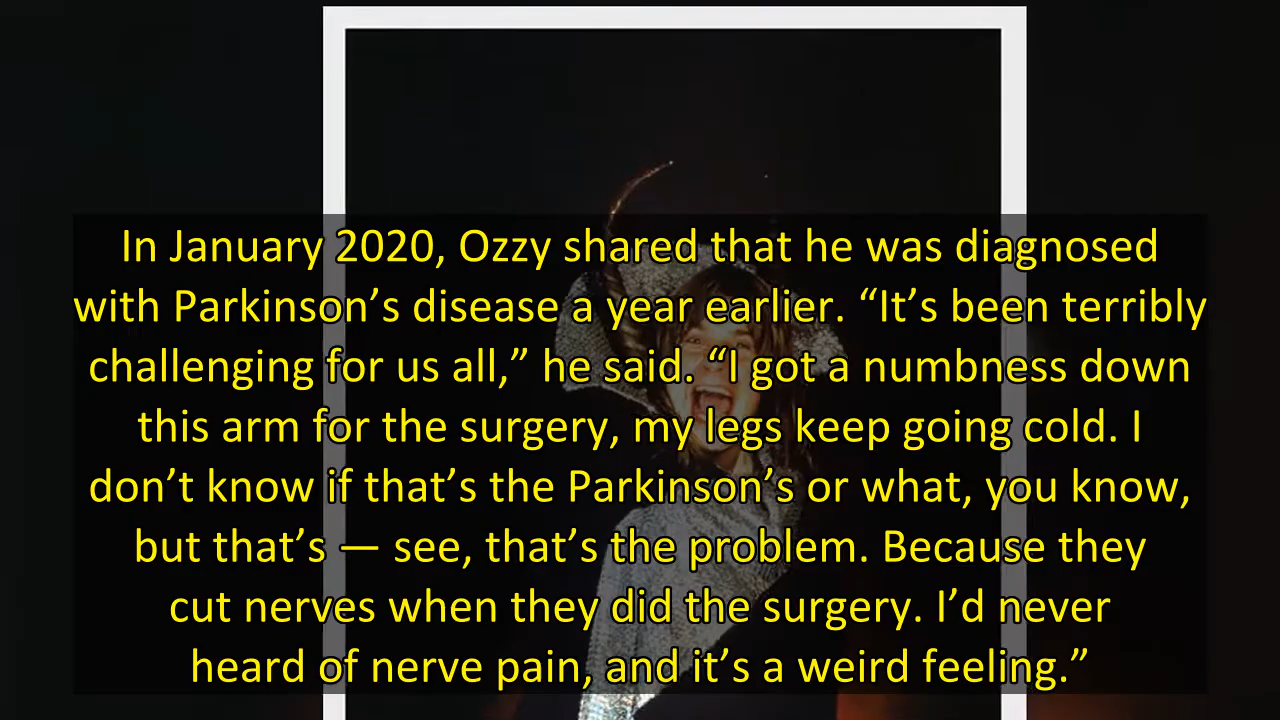 In January 2020, Ozzy shared that he was diagnosed
with Parkinson’s disease a year earlier. “It’s been terribly
challenging for us all,” he said. “I got a numbness down
this arm for the surgery, my legs keep going cold. I
don’t know if that’s the Parkinson’s or what, you know,
but that’s — see, that’s the problem. Because they
cut nerves when they did the surgery. I’d never
heard of nerve pain, and it’s a weird feeling.”